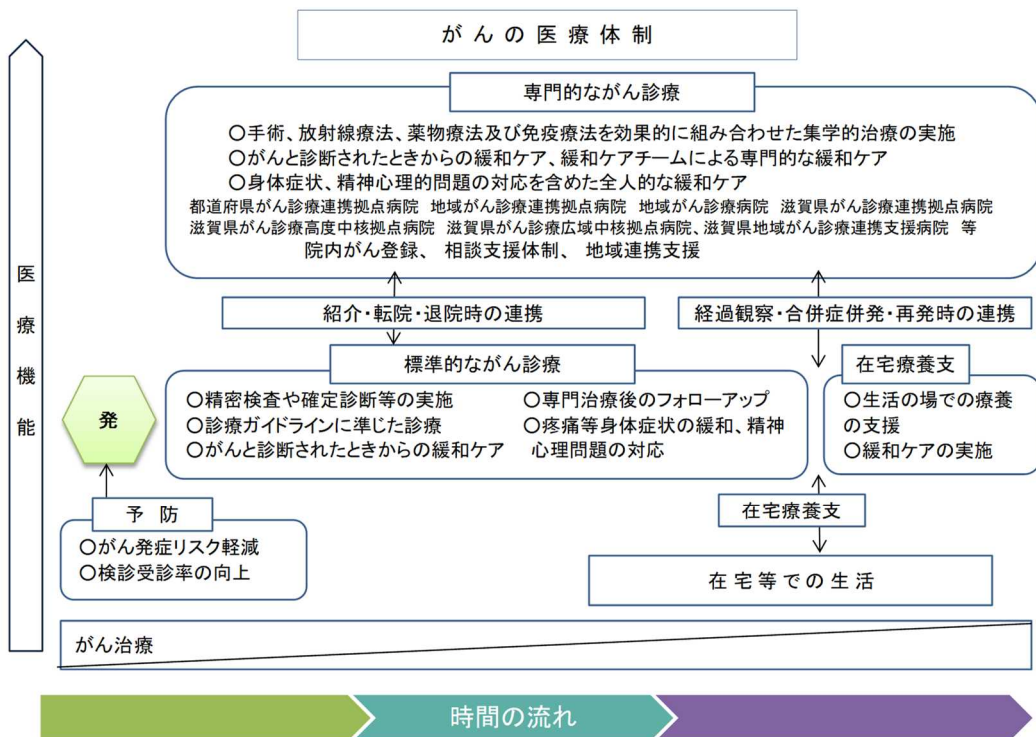 がんの医療体制
専門的ながん診療
○手術、放射線療法、薬物療法及び免疫療法を効果的に組み合わせた集学的治療の実施
○がんと診断されたときからの緩和ケア、緩和ケアチームによる専門的な緩和ケア
○身体症状、精神心理的問題の対応を含めた全人的な緩和ケア
都道府県がん診療連携拠点病院 地域がん診療連携拠点病院 地域がん診療病院 滋賀県がん診療連携拠点病院
滋賀県がん診療高度中核拠点病院 滋賀県がん診療広域中核拠点病院、滋賀県地域がん診療連携支援病院 等
院内がん登録、 相談支援体制、 地域連携支援
医療機能
紹介・転院・退院時の連携
経過観察・合併症併発・再発時の連携
標準的ながん診療
○精密検査や確定診断等の実施
○診療ガイドラインに準じた診療
○がんと診断されたときからの緩和ケア
○専門治療後のフォローアップ
○疼痛等身体症状の緩和、精神
心理問題の対応
在宅療養支
○生活の場での療養
の支援
○緩和ケアの実施
発
予 防
○がん発症リスク軽減
○検診受診率の向上
在宅療養支
在宅等での生活
がん治療
時間の流れ